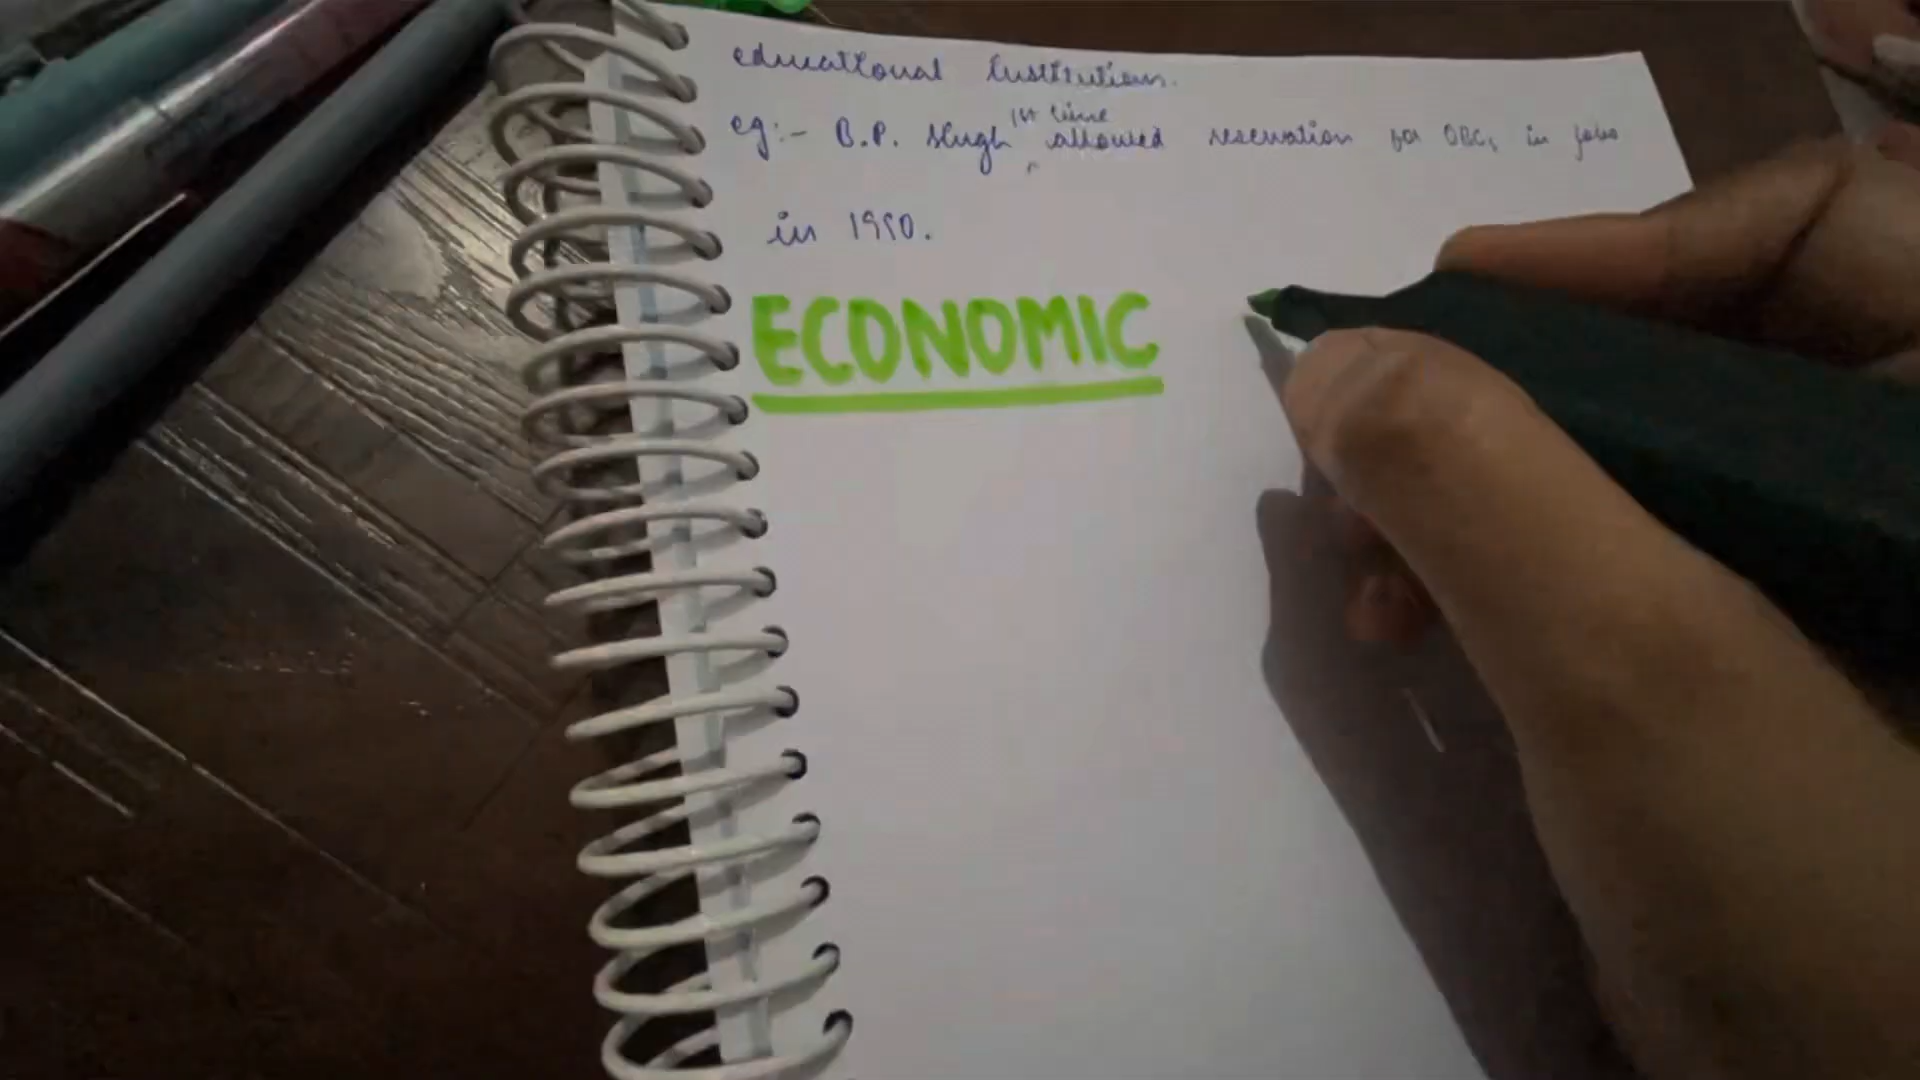 educational Institutions.
eg:- B.P. Singh 1st time allowed reservation for OBCs in jobs
in 1990.
ECONOMIC